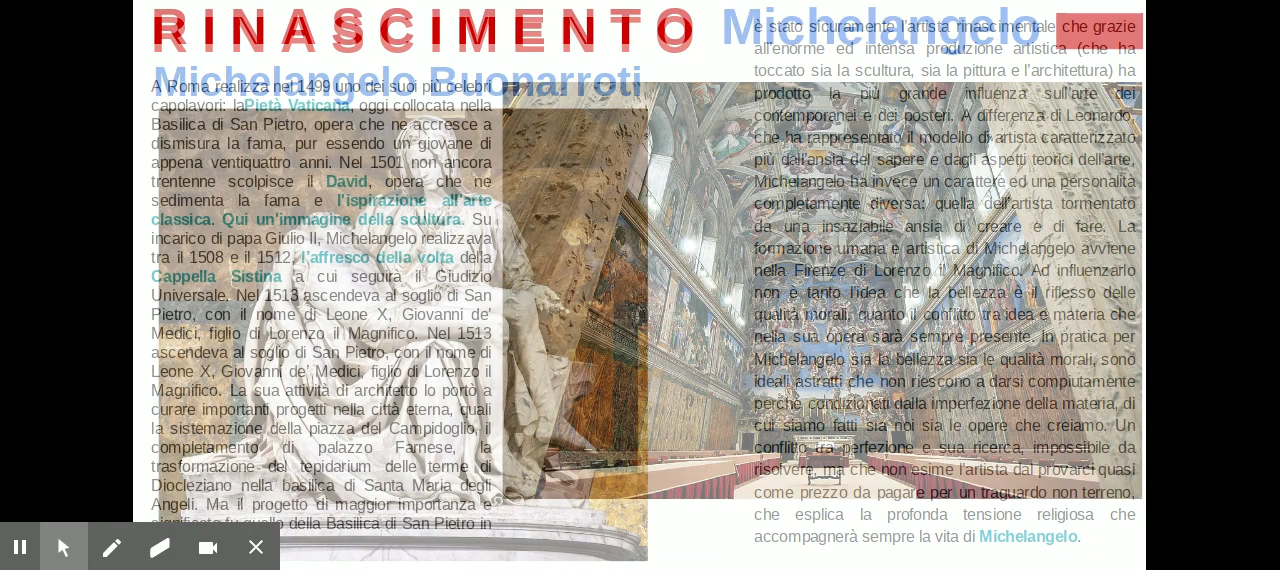 RINASCIMENTO
Michelangelo
Michelangelo Buonarroti
A Roma realizza nel 1499 uno dei suoi più celebri
capolavori: laPietà Vaticana, oggi collocata nella
Basilica di San Pietro, opera che ne accresce a
dismisura la fama, pur essendo un giovane di
appena ventiquattro anni. Nel 1501 non ancora
trentenne scolpisce il David, opera che ne
sedimenta la fama e l'ispirazione all'arte
classica. Qui un'immagine della scultura. Su
incarico di papa Giulio II, Michelangelo realizzava
tra il 1508 e il 1512, l'affresco della volta della
Cappella Sistina a cui seguirà il Giudizio
Universale. Nel 1513 ascendeva al soglio di San
Pietro, con il nome di Leone X, Giovanni de'
Medici, figlio di Lorenzo il Magnifico. Nel 1513
ascendeva al soglio di San Pietro, con il nome di
Leone X, Giovanni de' Medici, figlio di Lorenzo il
Magnifico. La sua attività di architetto lo portò a
curare importanti progetti nella città eterna, quali
la sistemazione della piazza del Campidoglio, il
completamento di palazzo Farnese, la
trasformazione del tepidarium delle terme di
Diocleziano nella basilica di Santa Maria degli
Angeli. Ma il progetto di maggior importanza e
significato fu quello della Basilica di San Pietro in
è stato sicuramente l'artista rinascimentale che grazie
all'enorme ed intensa produzione artistica (che ha
toccato sia la scultura, sia la pittura e l'architettura) ha
prodotto la più grande influenza sull'arte dei
contemporanei e dei posteri. A differenza di Leonardo,
che ha rappresentato il modello di artista caratterizzato
più dall'ansia del sapere e dagli aspetti teorici dell'arte,
Michelangelo ha invece un carattere ed una personalità
completamente diversa: quella dell'artista tormentato
da una insaziabile ansia di creare e di fare. La
formazione umana e artistica di Michelangelo avviene
nella Firenze di Lorenzo il Magnifico. Ad influenzarlo
non è tanto l'idea che la bellezza è il riflesso delle
qualità morali, quanto il conflitto tra idea e materia che
nella sua opera sarà sempre presente. In pratica per
Michelangelo sia la bellezza sia le qualità morali, sono
ideali astratti che non riescono a darsi compiutamente
perché condizionati dalla imperfezione della materia, di
cui siamo fatti sia noi sia le opere che creiamo. Un
conflitto tra perfezione e sua ricerca, impossibile da
risolvere, ma che non esime l'artista dal provarci quasi
come prezzo da pagare per un traguardo non terreno,
che esplica la profonda tensione religiosa che
accompagnerà sempre la vita di Michelangelo.